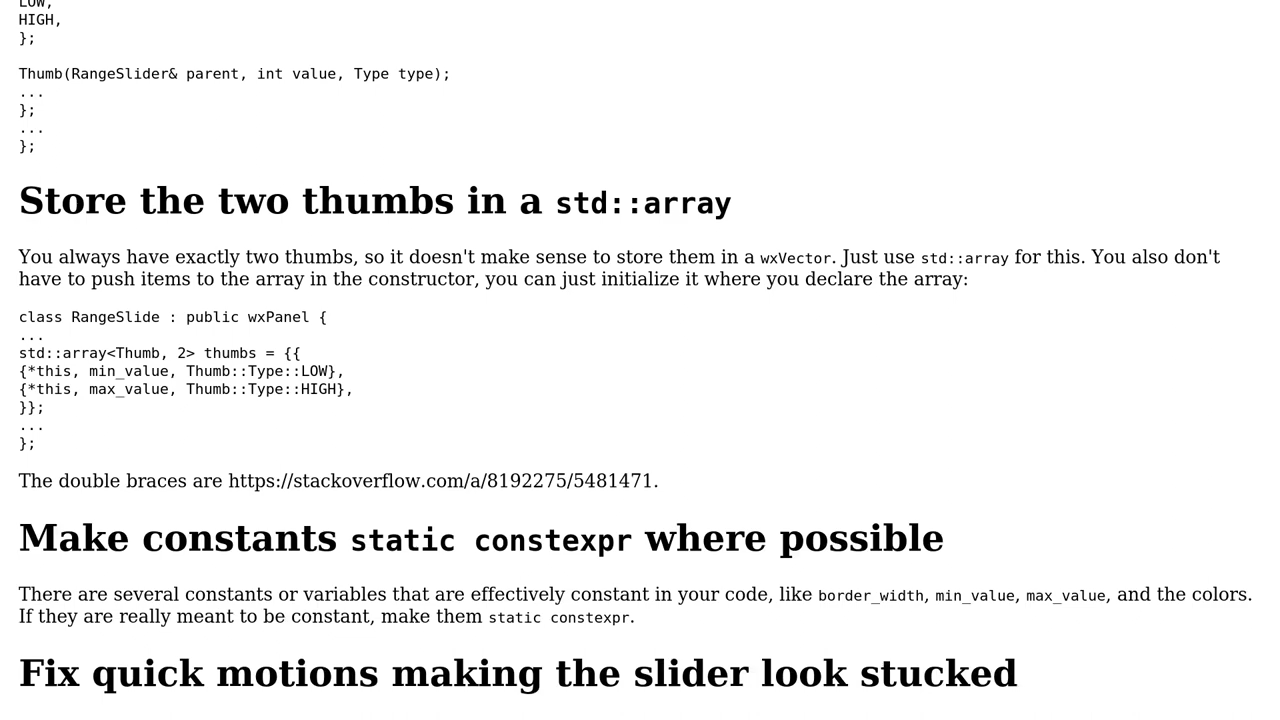 LOW,
HIGH,
};
Thumb(RangeSlider& parent, int value, Type type);
...
};
...
};
Store the two thumbs in a std::array
You always have exactly two thumbs, so it doesn't make sense to store them in a wxVector. Just use std::array for this. You also don't
have to push items to the array in the constructor, you can just initialize it where you declare the array:
class RangeSlide : public wxPanel {
...
std::array<Thumb, 2> thumbs = {{
{*this, min_value, Thumb::Type::LOW},
{*this, max_value, Thumb::Type::HIGH},
}};
...
};
The double braces are https://stackoverflow.com/a/8192275/5481471.
Make constants static constexpr where possible
There are several constants or variables that are effectively constant in your code, like border_width, min_value, max_value, and the colors.
If they are really meant to be constant, make them static constexpr.
Fix quick motions making the slider look stucked